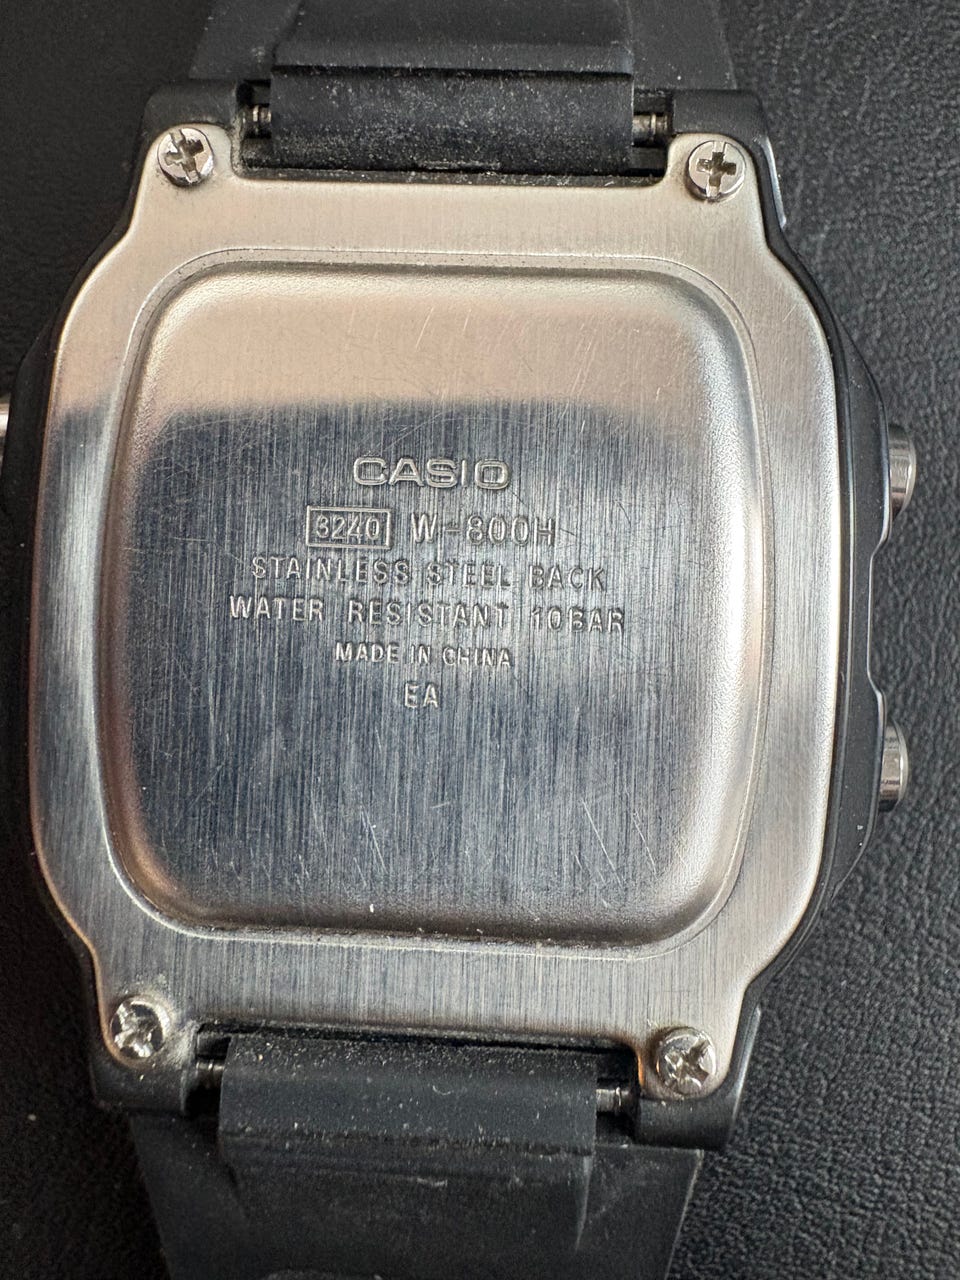 CASIO
3240 W-800H
STAINLESS STEEL BACK
WATER RESISTANT 10BAR
MADE IN CHINA
EA